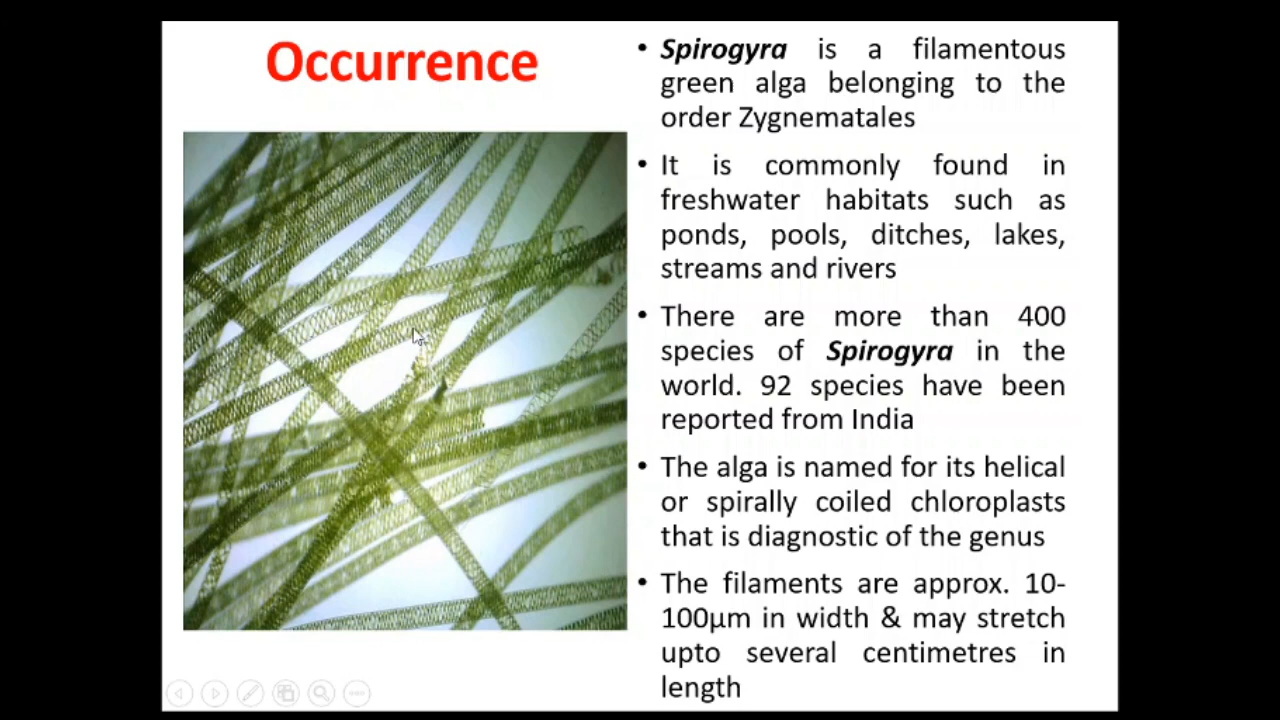 Occurrence
• Spirogyra is a filamentous
green alga belonging to the
order Zygnematales
• It is commonly found in
freshwater habitats such as
ponds, pools, ditches, lakes,
streams and rivers
• There are more than 400
species of Spirogyra in the
world. 92 species have been
reported from India
• The alga is named for its helical
or spirally coiled chloroplasts
that is diagnostic of the genus
• The filaments are approx. 10-
100µm in width & may stretch
upto several centimetres in
length